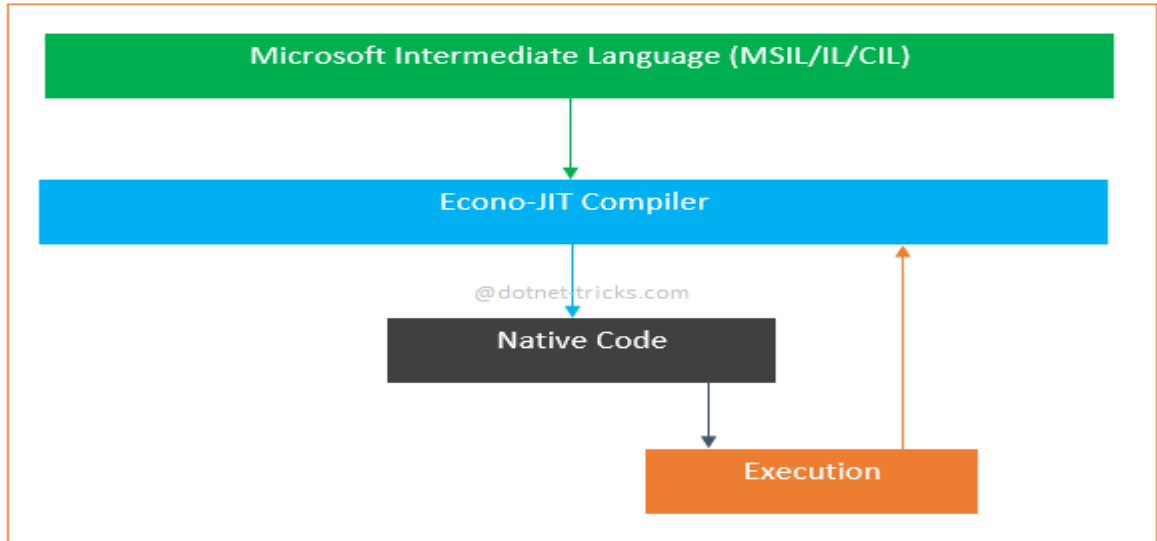 Microsoft Intermediate Language (MSIL/IL/CIL)
Econo-JIT Compiler
@dotnet-tricks.com
Native Code
Execution